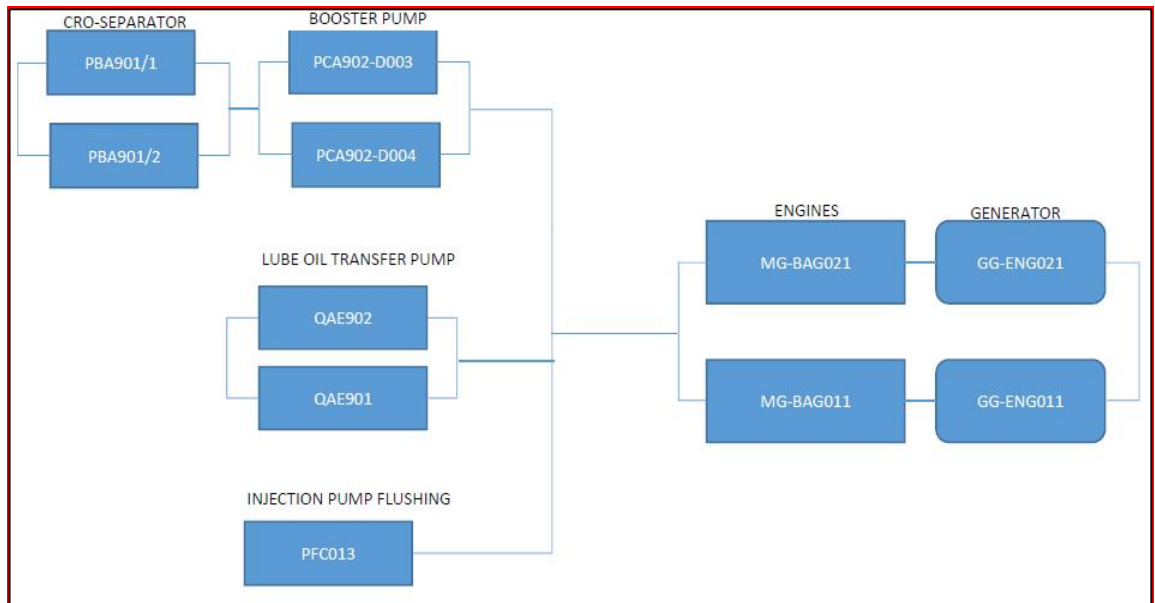 CRO-SEPARATOR
PBA901/1
PBA901/2
BOOSTER PUMP
PCA902-D003
PCA902-D004
LUBE OIL TRANSFER PUMP
QAE902
QAE901
INJECTION PUMP FLUSHING
PFC013
ENGINES
MG-BAG021
MG-BAG011
GENERATOR
GG-ENG021
GG-ENG011